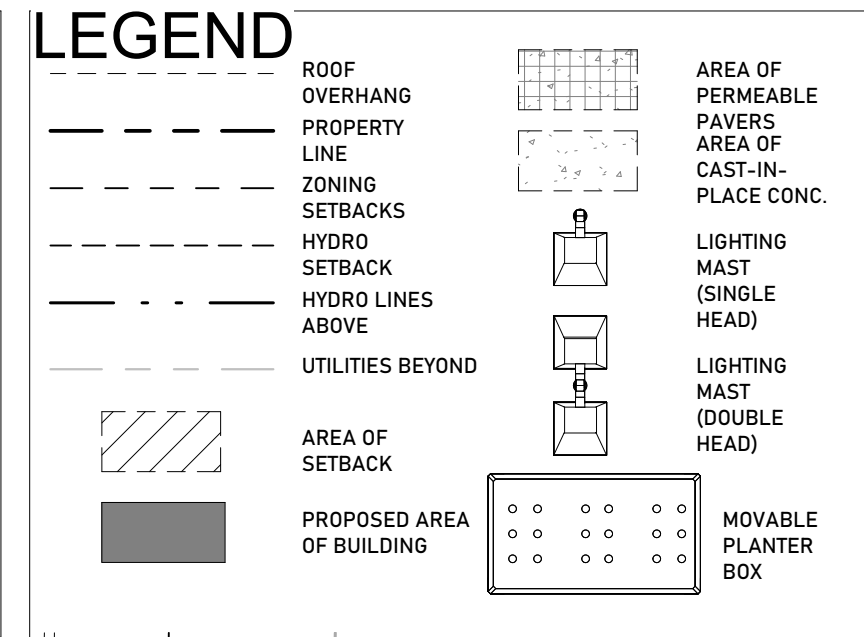 LEGEND
ROOF
OVERHANG
PROPERTY
LINE
ZONING
SETBACKS
HYDRO
SETBACK
HYDRO LINES
ABOVE
UTILITIES BEYOND
AREA OF
SETBACK
PROPOSED AREA
OF BUILDING
AREA OF
PERMEABLE
PAVERS
AREA OF
CAST-IN-
PLACE CONC.
LIGHTING
MAST
(SINGLE
HEAD)
LIGHTING
MAST
(DOUBLE
HEAD)
MOVABLE
PLANTER
BOX